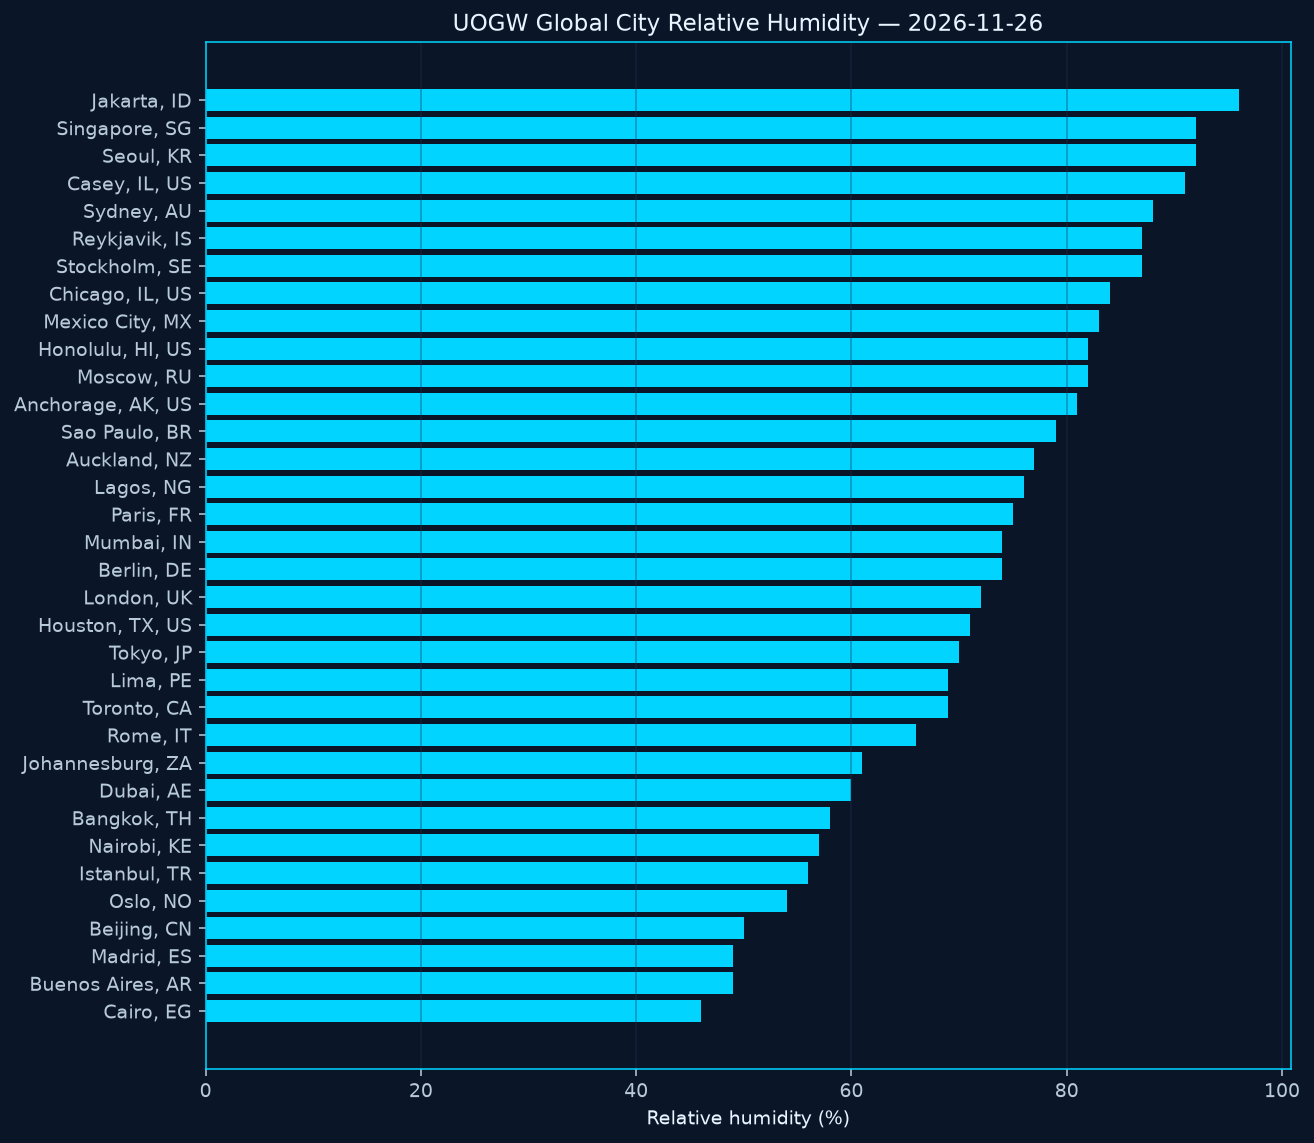 UOGW Global City Relative Humidity — 2026-11-26
Jakarta, ID
Singapore, SG
Seoul, KR
Casey, IL, US
Sydney, AU
Reykjavik, IS
Stockholm, SE
Chicago, IL, US
Mexico City, MX
Honolulu, HI, US
Moscow, RU
Anchorage, AK, US
Sao Paulo, BR
Auckland, NZ
Lagos, NG
Paris, FR
Mumbai, IN
Berlin, DE
London, UK
Houston, TX, US
Tokyo, JP
Lima, PE
Toronto, CA
Rome, IT
Johannesburg, ZA
Dubai, AE
Bangkok, TH
Nairobi, KE
Istanbul, TR
Oslo, NO
Beijing, CN
Madrid, ES
Buenos Aires, AR
Cairo, EG
0 20 40 60 80 100
Relative humidity (%)